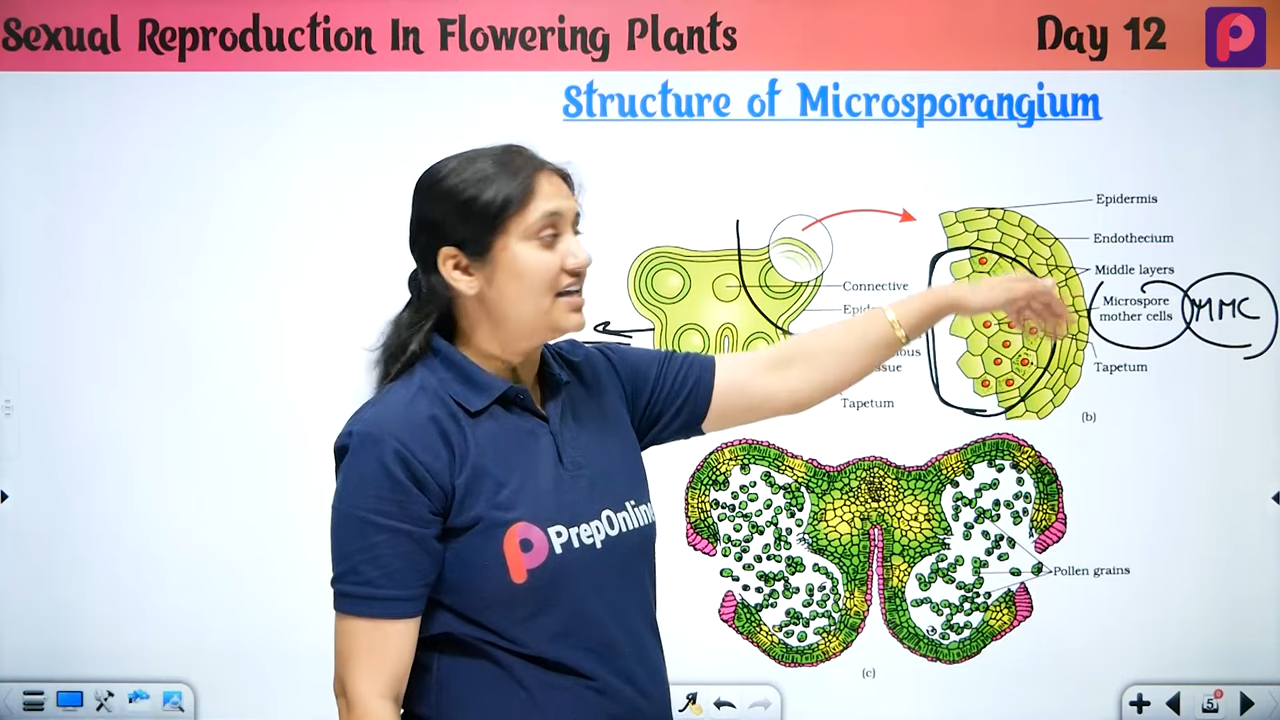 Sexual Reproduction In Flowering Plants
Day 12
Structure of Microsporangium
Epidermis
Endothecium
Middle layers
Microspore
mother cells
MMC
Tapetum
(b)
Connective
Tapetum
PrepOnline
Pollen grains
(c)
5